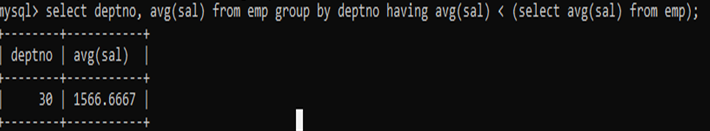 mysql> select deptno, avg(sal) from emp group by deptno having avg(sal) < (select avg(sal) from emp);
+--------+-----------+
| deptno | avg(sal)  |
+--------+-----------+
|     30 | 1566.6667 |
+--------+-----------+